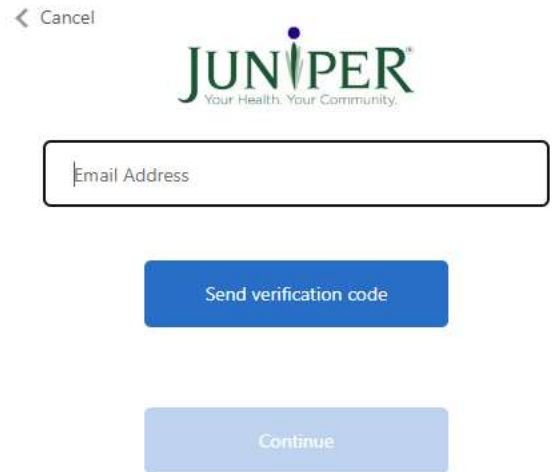 Cancel
JUNIPER®
Your Health. Your Community.
Email Address
Send verification code
Continue